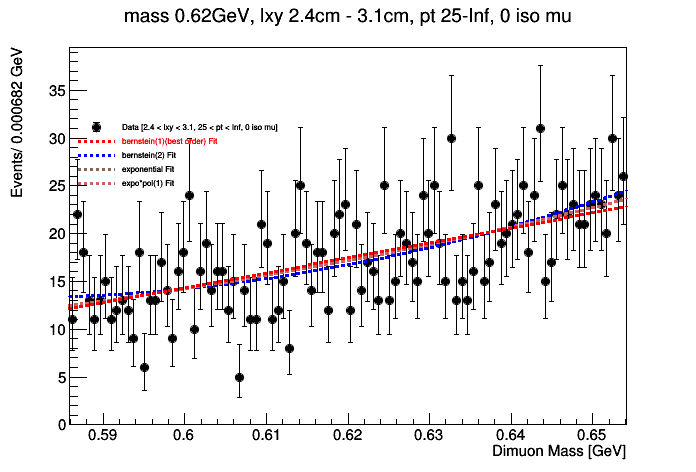 mass 0.62GeV, lxy 2.4cm - 3.1cm, pt 25-Inf, 0 iso mu
Events/ 0.000682 GeV
35
30
25
20
15
10
5
0
Data [2.4 < lxy < 3.1, 25 < pt < Inf, 0 iso mu]
bernstein(1)(best order) Fit
bernstein(2) Fit
exponential Fit
expo*pol(1) Fit
0.59 0.6 0.61 0.62 0.63 0.64 0.65
Dimuon Mass [GeV]